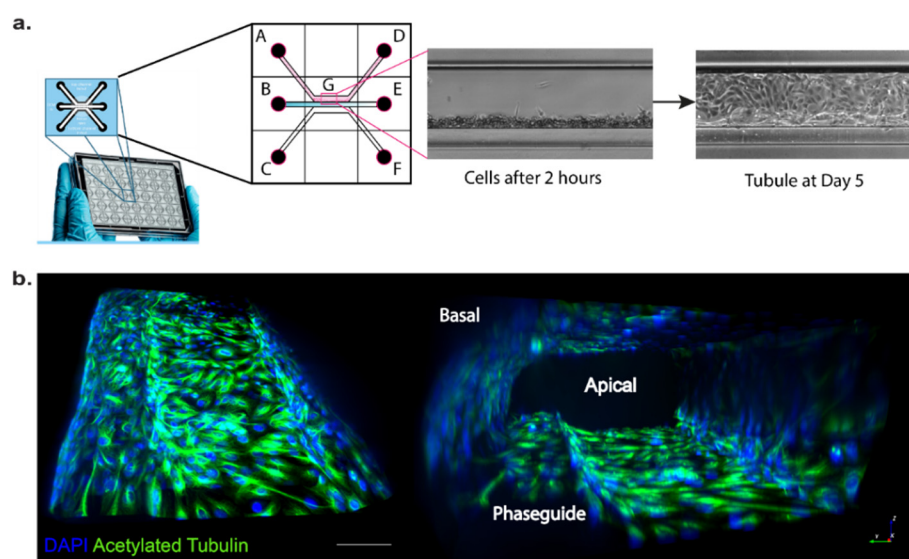 a.
A
D
G
B
E
C
F
Cells after 2 hours
Tubule at Day 5
b.
Basal
Apical
Phaseguide
DAPI Acetylated Tubulin
z
Y
X